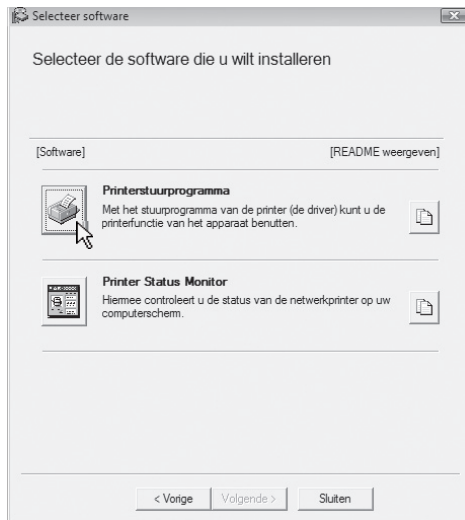 Selecteer software
Selecteer de software die u wilt installeren
[Software] [README weergeven]
Printerstuurprogramma
Met het stuurprogramma van de printer (de driver) kunt u de
printerfunctie van het apparaat benutten.
Printer Status Monitor
Hiermee controleert u de status van de netwerkprinter op uw
computerscherm.
< Vorige Volgende > Sluiten